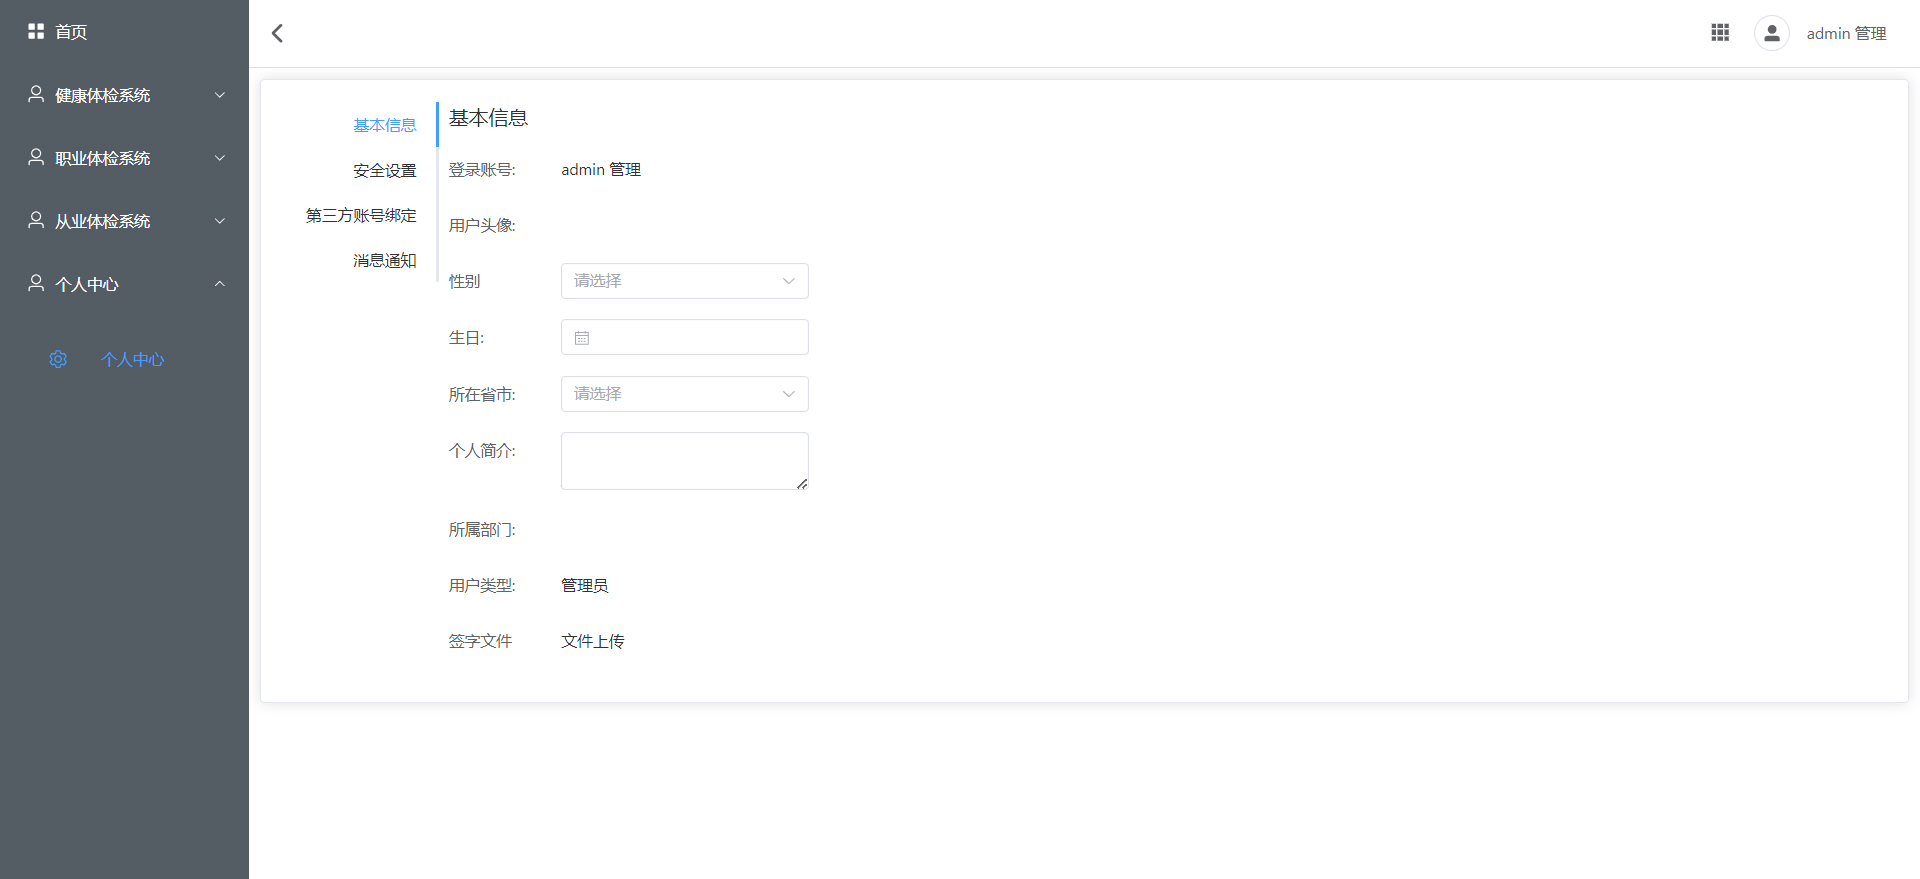 首页
健康体检系统
职业体检系统
从业体检系统
个人中心
个人中心
admin 管理
基本信息
安全设置
第三方账号绑定
消息通知
基本信息
登录账号: admin 管理
用户头像:
性别 请选择
生日:
所在省市: 请选择
个人简介:
所属部门:
用户类型: 管理员
签字文件 文件上传